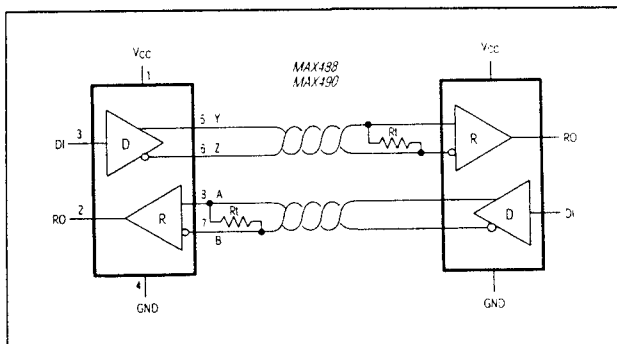 MAX488
MAX490
VCC
1
VCC
DI 3 D 5 Y
6 Z
Rt
R RO
RO 2 R 8 A
7 B
Rt
D DI
4
GND
GND